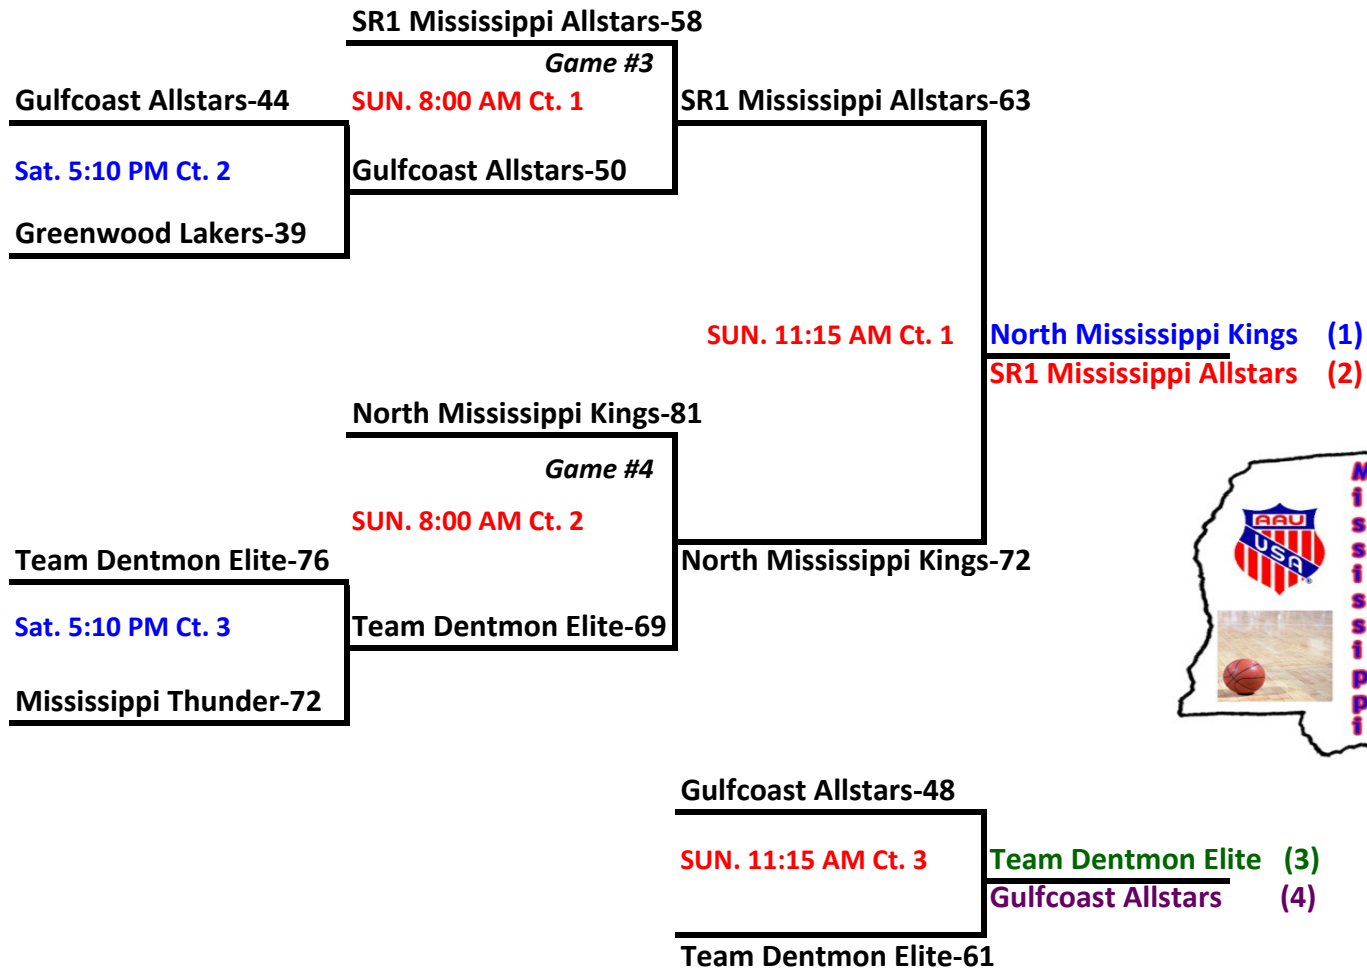 SR1 Mississippi Allstars-58
Game #3
Gulfcoast Allstars-44
SUN. 8:00 AM Ct. 1
SR1 Mississippi Allstars-63
Sat. 5:10 PM Ct. 2
Gulfcoast Allstars-50
Greenwood Lakers-39
SUN. 11:15 AM Ct. 1
North Mississippi Kings (1)
SR1 Mississippi Allstars (2)
North Mississippi Kings-81
Game #4
SUN. 8:00 AM Ct. 2
Team Dentmon Elite-76
North Mississippi Kings-72
Sat. 5:10 PM Ct. 3
Team Dentmon Elite-69
Mississippi Thunder-72
AAU
USA
Mississippi
Gulfcoast Allstars-48
SUN. 11:15 AM Ct. 3
Team Dentmon Elite (3)
Gulfcoast Allstars (4)
Team Dentmon Elite-61